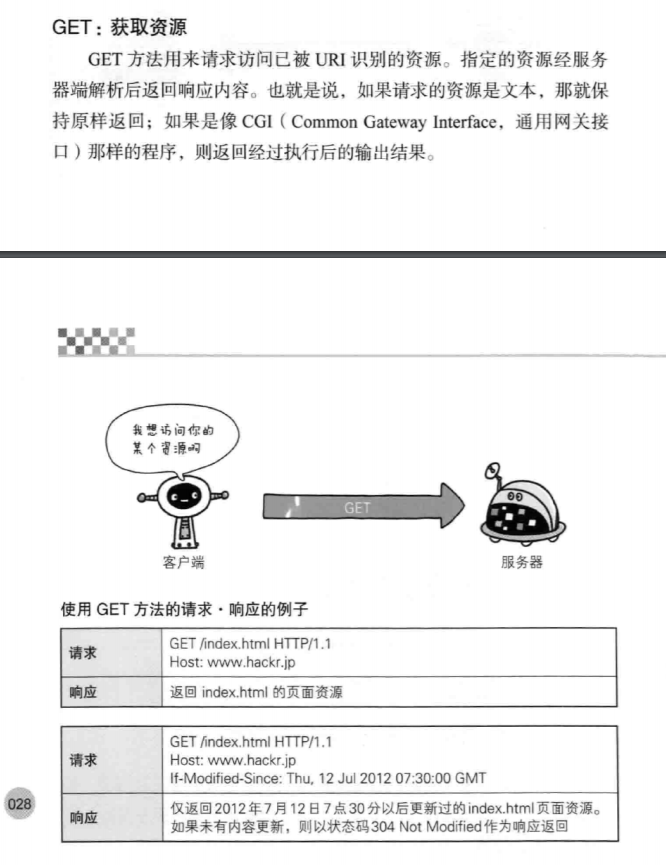 GET：获取资源
GET 方法用来请求访问已被 URI 识别的资源。指定的资源经服务
器端解析后返回响应内容。也就是说，如果请求的资源是文本，那就保
持原样返回；如果是像 CGI（Common Gateway Interface，通用网关接
口）那样的程序，则返回经过执行后的输出结果。
我想访问你的
某个资源啊
GET
客户端
服务器
使用 GET 方法的请求·响应的例子
请求
GET /index.html HTTP/1.1
Host: www.hackr.jp
响应
返回 index.html 的页面资源
请求
GET /index.html HTTP/1.1
Host: www.hackr.jp
If-Modified-Since: Thu, 12 Jul 2012 07:30:00 GMT
响应
仅返回2012年7月12日7点30分以后更新过的index.html页面资源。
如果未有内容更新，则以状态码304 Not Modified作为响应返回
028